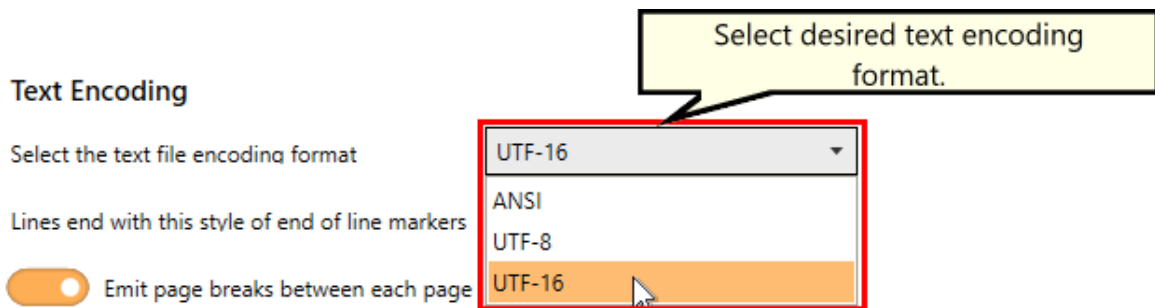 Select desired text encoding
format.
Text Encoding
Select the text file encoding format
UTF-16
ANSI
Lines end with this style of end of line markers
UTF-8
UTF-16
Emit page breaks between each page